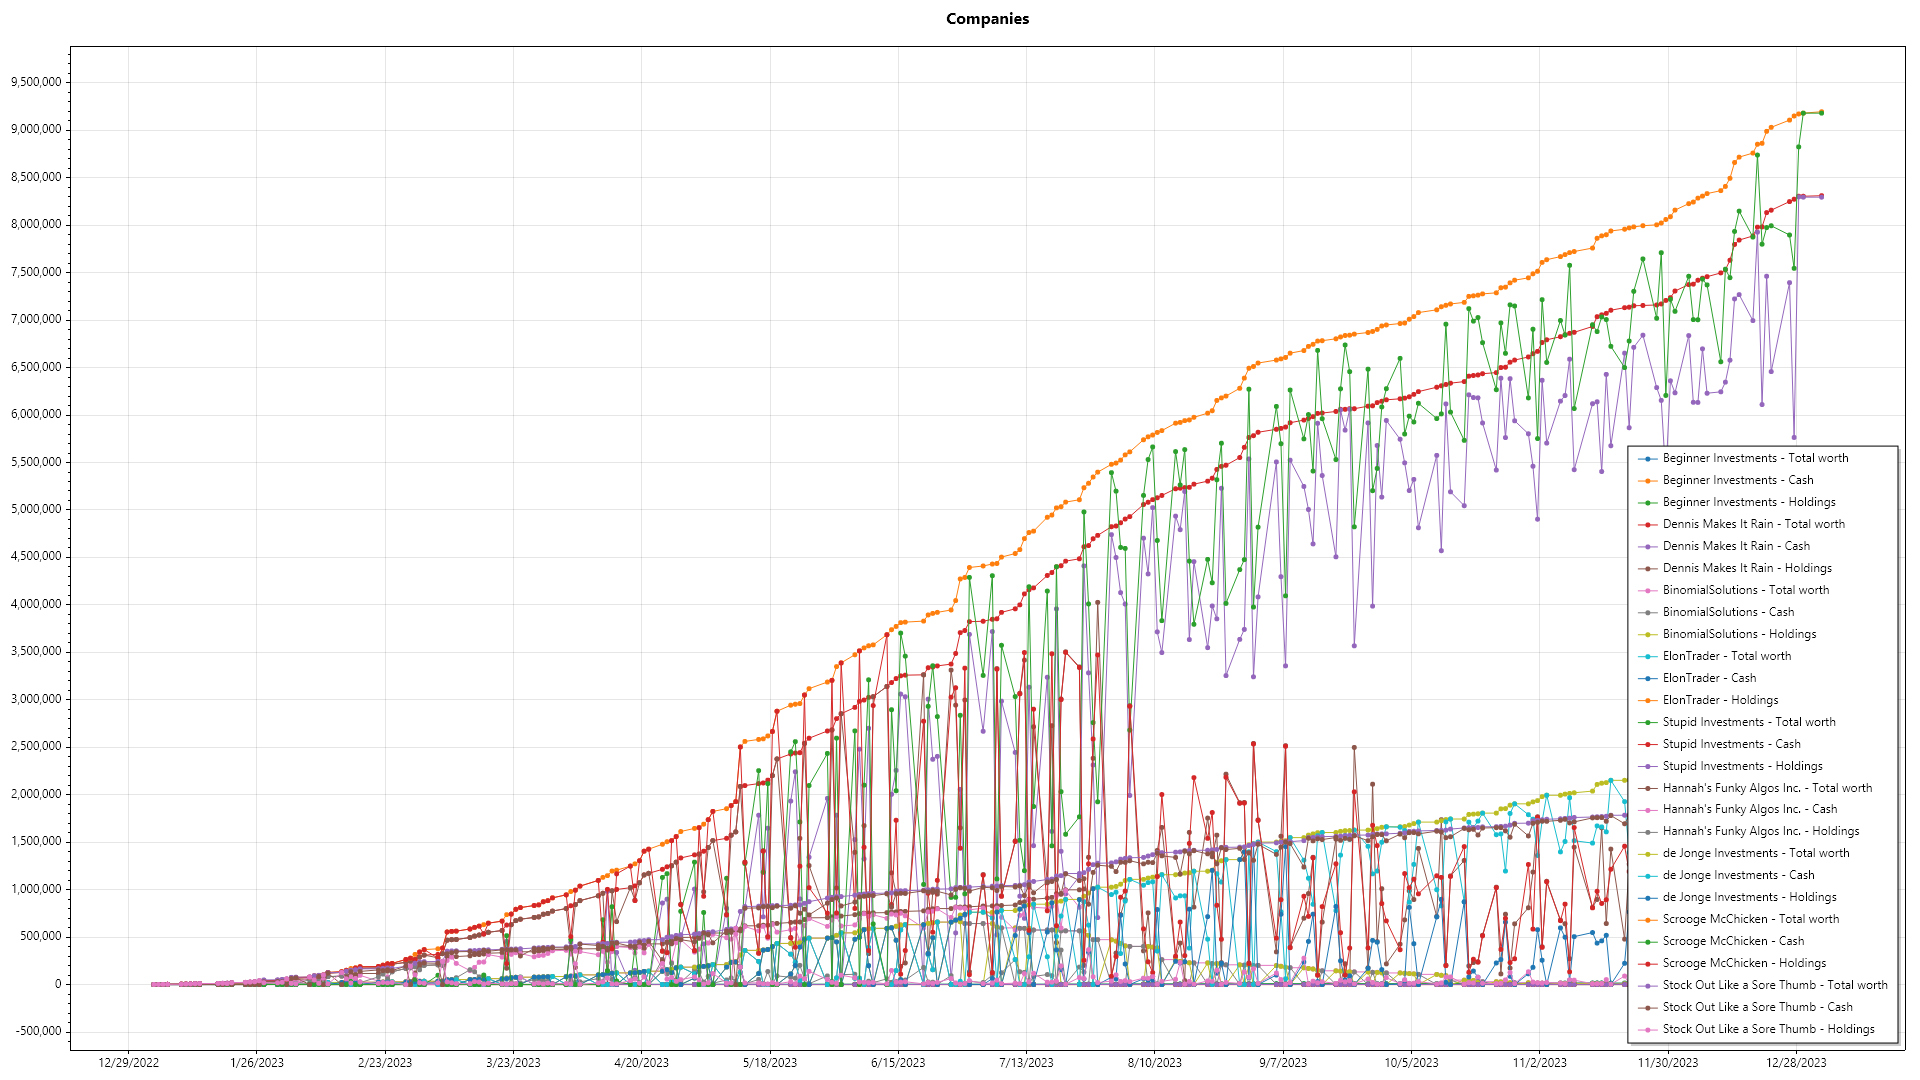 Companies
9,500,000
9,000,000
8,500,000
8,000,000
7,500,000
7,000,000
6,500,000
6,000,000
5,500,000
5,000,000
4,500,000
4,000,000
3,500,000
3,000,000
2,500,000
2,000,000
1,500,000
1,000,000
500,000
0
-500,000
12/29/2022
1/26/2023
2/23/2023
3/23/2023
4/20/2023
5/18/2023
6/15/2023
7/13/2023
8/10/2023
9/7/2023
10/5/2023
11/2/2023
11/30/2023
12/28/2023
Beginner Investments - Total worth
Beginner Investments - Cash
Beginner Investments - Holdings
Dennis Makes It Rain - Total worth
Dennis Makes It Rain - Cash
Dennis Makes It Rain - Holdings
BinomialSolutions - Total worth
BinomialSolutions - Cash
BinomialSolutions - Holdings
ElonTrader - Total worth
ElonTrader - Cash
ElonTrader - Holdings
Stupid Investments - Total worth
Stupid Investments - Cash
Stupid Investments - Holdings
Hannah's Funky Algos Inc. - Total worth
Hannah's Funky Algos Inc. - Cash
Hannah's Funky Algos Inc. - Holdings
de Jonge Investments - Total worth
de Jonge Investments - Cash
de Jonge Investments - Holdings
Scrooge McChicken - Total worth
Scrooge McChicken - Cash
Scrooge McChicken - Holdings
Stock Out Like a Sore Thumb - Total worth
Stock Out Like a Sore Thumb - Cash
Stock Out Like a Sore Thumb - Holdings